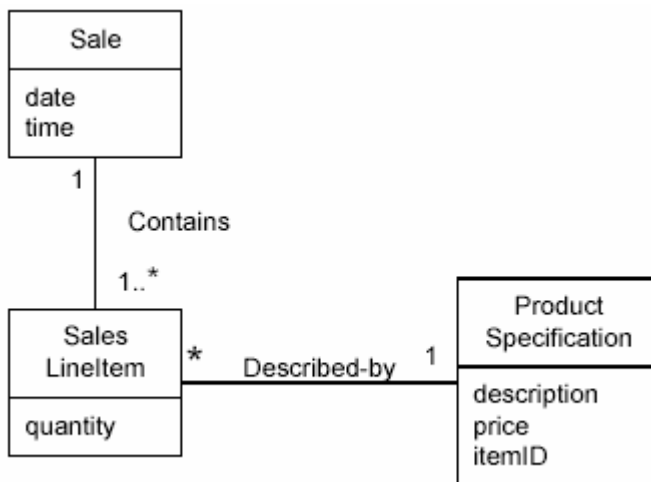 Sale
date
time
1
Contains
1..*
Sales
LineItem
quantity
*
Described-by
1
Product
Specification
description
price
itemID